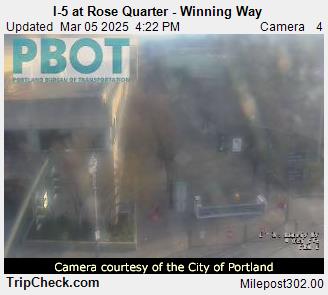 I-5 at Rose Quarter - Winning Way
Updated Mar 05 2025 4:22 PM Camera 4
PBOT
PORTLAND BUREAU OF TRANSPORTATION
Camera courtesy of the City of Portland
TripCheck.com Milepost302.00